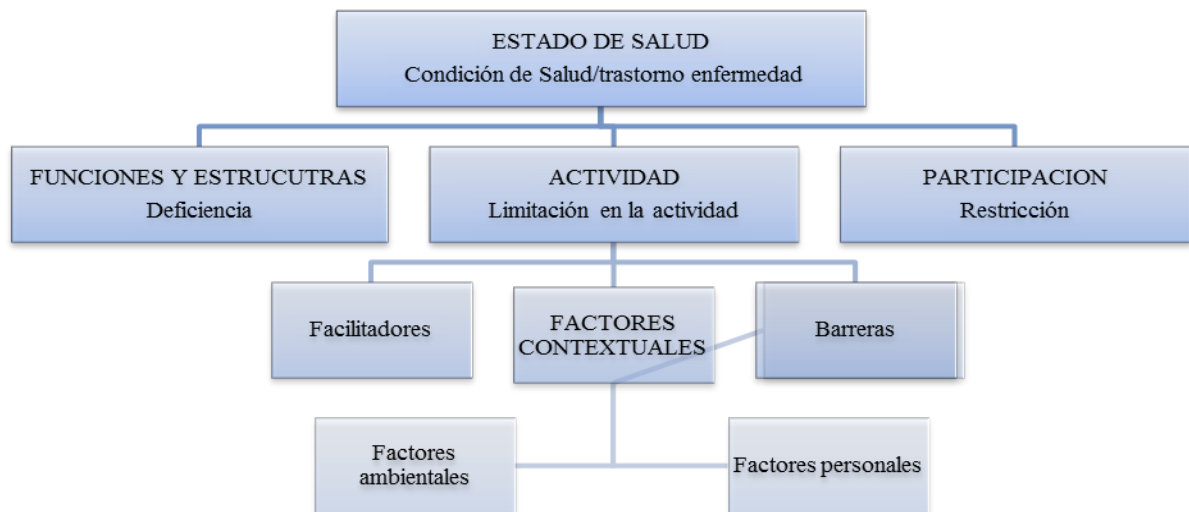 ESTADO DE SALUD
Condición de Salud/trastorno enfermedad
FUNCIONES Y ESTRUCUTRAS
Deficiencia
ACTIVIDAD
Limitación en la actividad
PARTICIPACION
Restricción
Facilitadores
FACTORES
CONTEXTUALES
Barreras
Factores
ambientales
Factores personales